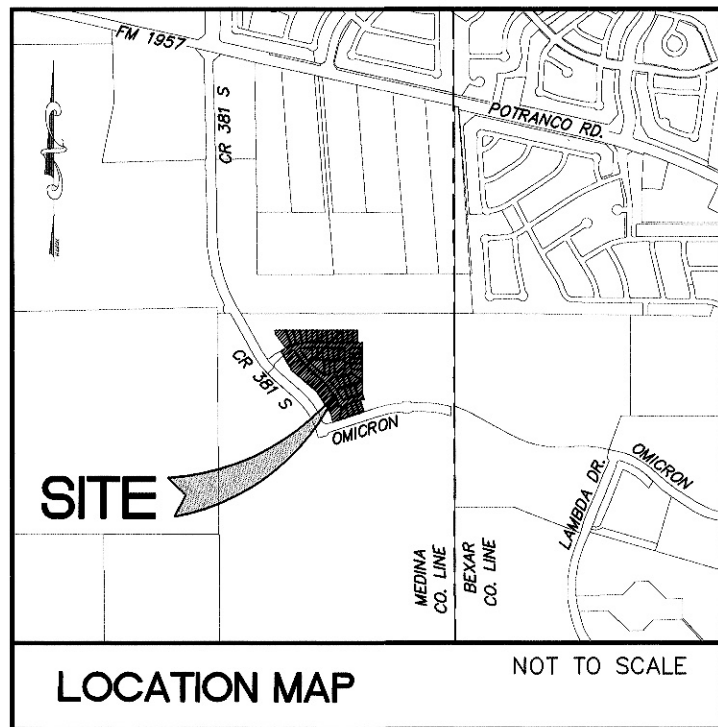 FM 1957
CR 381 S
POTRANCO RD.
CR 381 S
OMICRON
SITE
LAMBDA DR.
OMICRON
MEDINA
CO. LINE
BEXAR
CO. LINE
LOCATION MAP
NOT TO SCALE